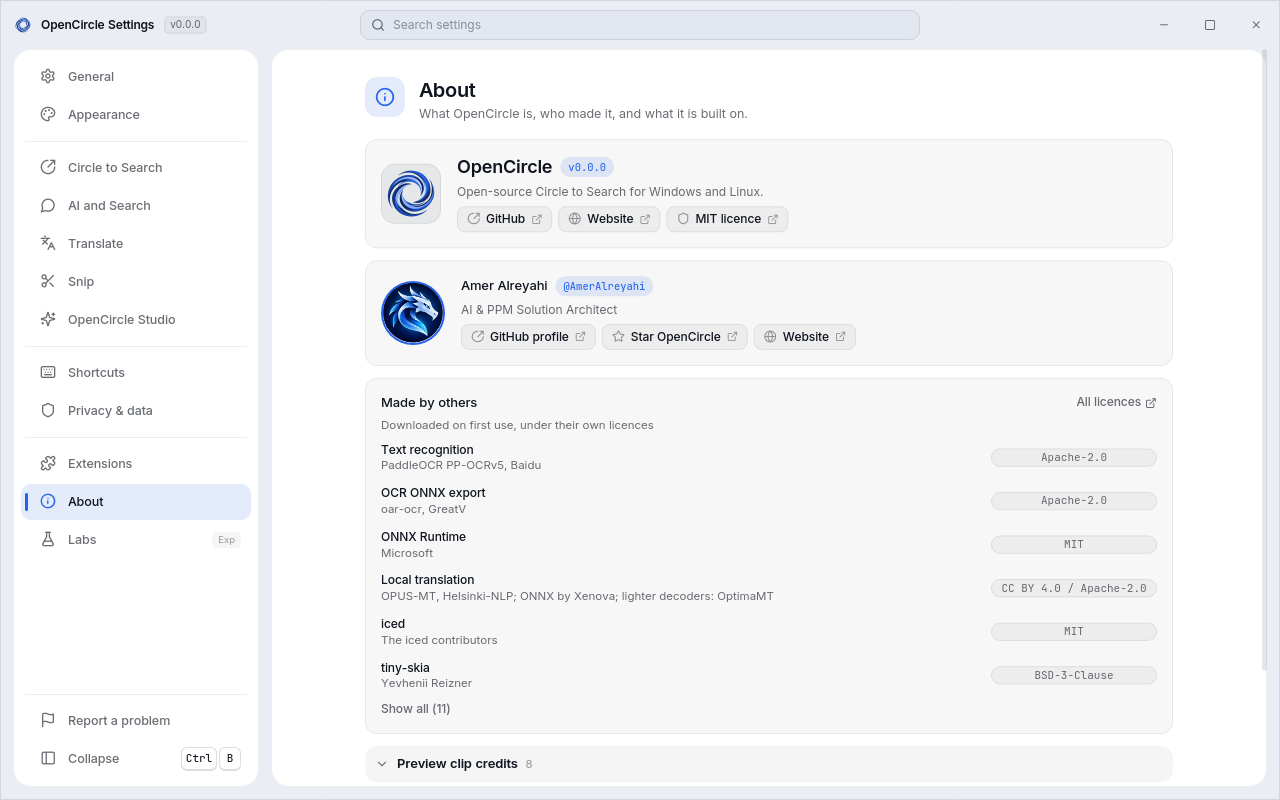 OpenCircle Settings v0.0.0
Search settings
General
Appearance
Circle to Search
AI and Search
Translate
Snip
OpenCircle Studio
Shortcuts
Privacy & data
Extensions
About
Labs Exp
Report a problem
Collapse Ctrl B
About
What OpenCircle is, who made it, and what it is built on.
OpenCircle v0.0.0
Open-source Circle to Search for Windows and Linux.
GitHub Website MIT licence
Amer Alreyahi @AmerAlreyahi
AI & PPM Solution Architect
GitHub profile Star OpenCircle Website
Made by others All licences
Downloaded on first use, under their own licences
Text recognition
PaddleOCR PP-OCRv5, Baidu
Apache-2.0
OCR ONNX export
oar-ocr, GreatV
Apache-2.0
ONNX Runtime
Microsoft
MIT
Local translation
OPUS-MT, Helsinki-NLP; ONNX by Xenova; lighter decoders: OptimaMT
CC BY 4.0 / Apache-2.0
iced
The iced contributors
MIT
tiny-skia
Yevhenii Reizner
BSD-3-Clause
Show all (11)
Preview clip credits 8